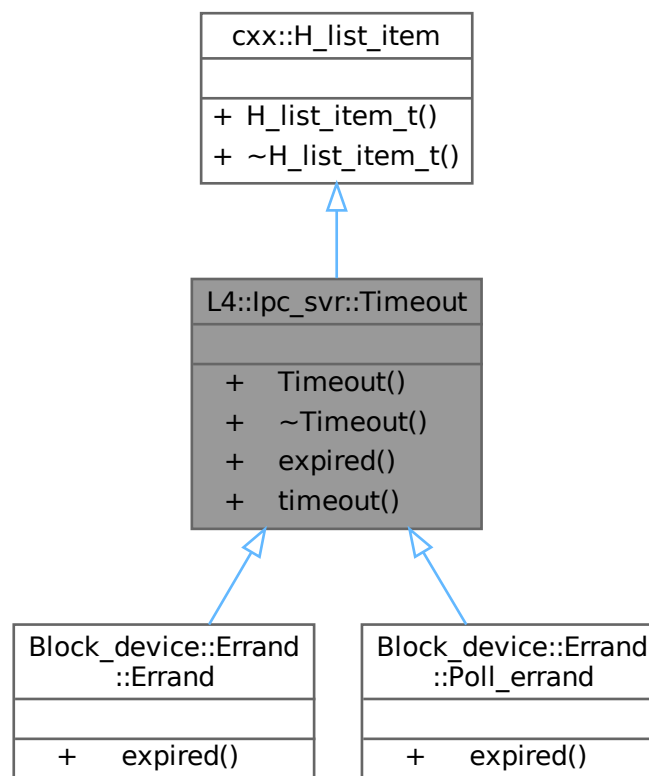 cxx::H_list_item
+ H_list_item_t()
+ ~H_list_item_t()
L4::Ipc_svr::Timeout
+ Timeout()
+ ~Timeout()
+ expired()
+ timeout()
Block_device::Errand
::Errand
+ expired()
Block_device::Errand
::Poll_errand
+ expired()